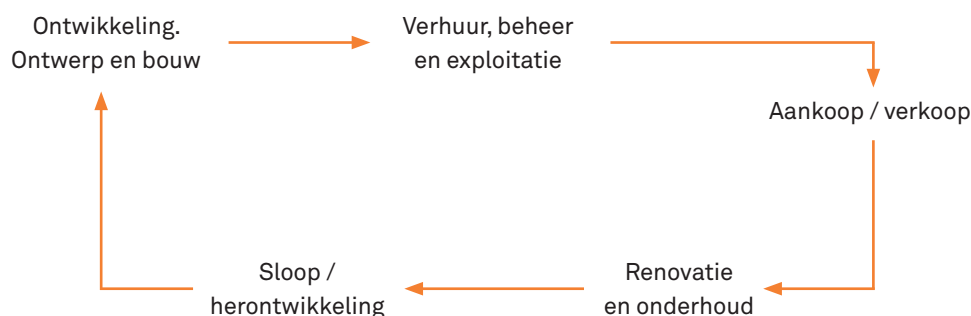 Ontwikkeling.
Ontwerp en bouw
Verhuur, beheer
en exploitatie
Aankoop / verkoop
Sloop /
herontwikkeling
Renovatie
en onderhoud